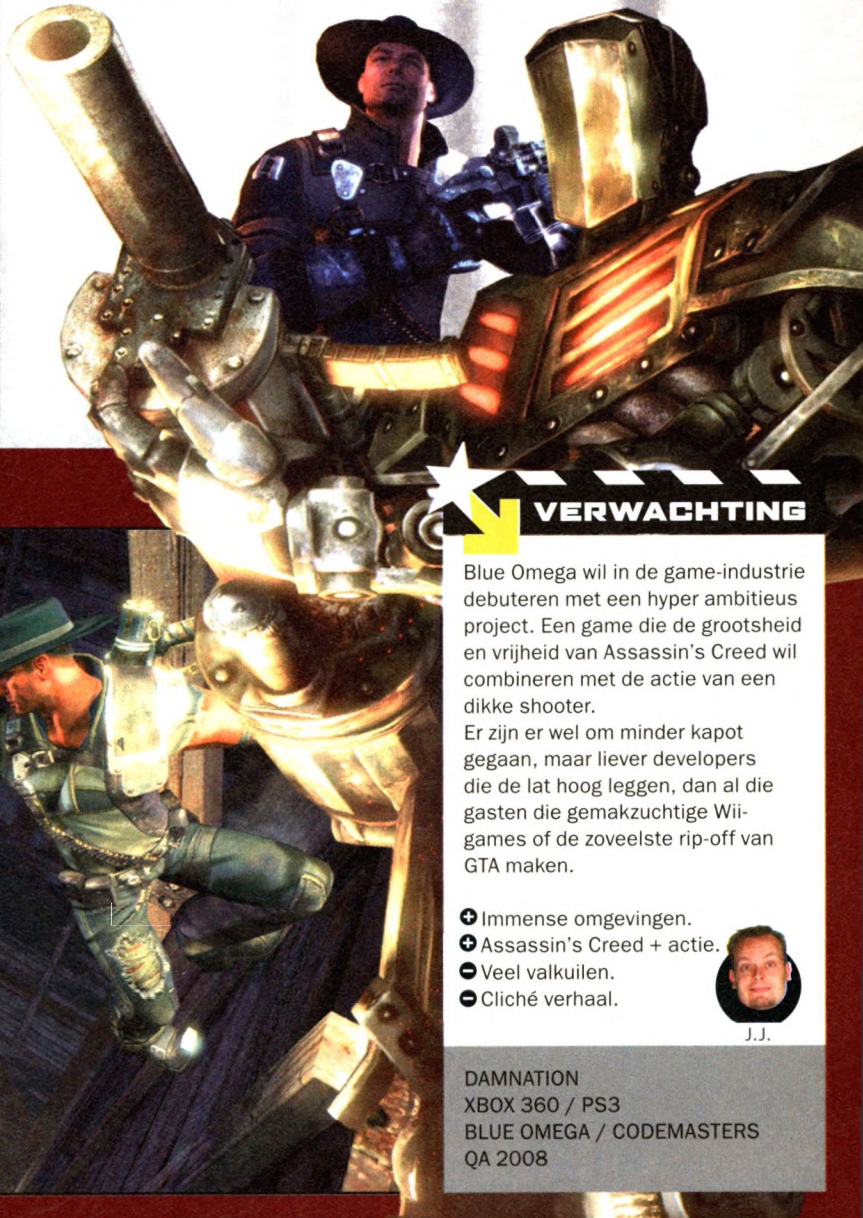 VERWACHTING
Blue Omega wil in de game-industrie
debuteren met een hyper ambitieus
project. Een game die de grootsheid
en vrijheid van Assassin's Creed wil
combineren met de actie van een
dikke shooter.
Er zijn er wel om minder kapot
gegaan, maar liever developers
die de lat hoog leggen, dan al die
gasten die gemakzuchtige Wii-
games of de zoveelste rip-off van
GTA maken.
+ Immense omgevingen.
+ Assassin's Creed + actie.
- Veel valkuilen.
- Cliché verhaal.
J.J.
DAMNATION
XBOX 360 / PS3
BLUE OMEGA / CODEMASTERS
QA 2008